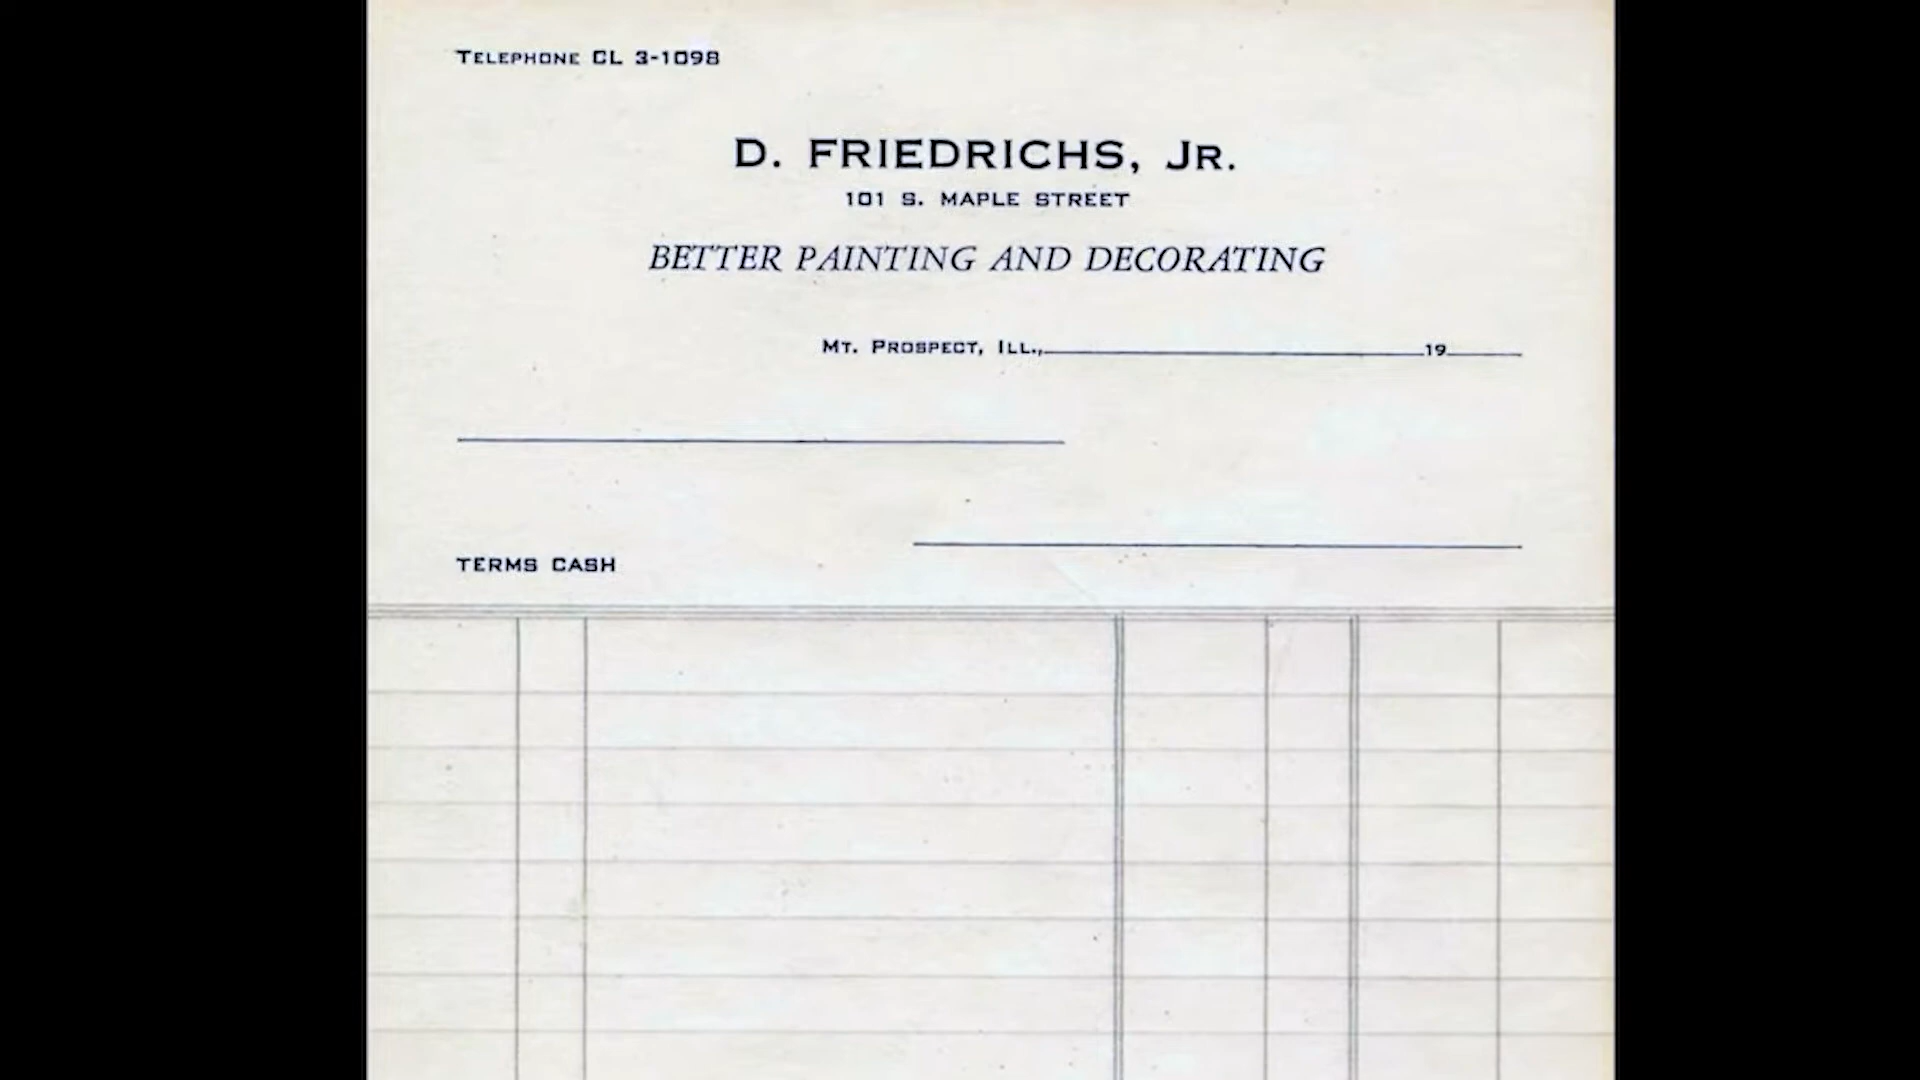 TELEPHONE CL 3-1098
D. FRIEDRICHS, JR.
101 S. MAPLE STREET
BETTER PAINTING AND DECORATING
MT. PROSPECT, ILL., 19
TERMS CASH